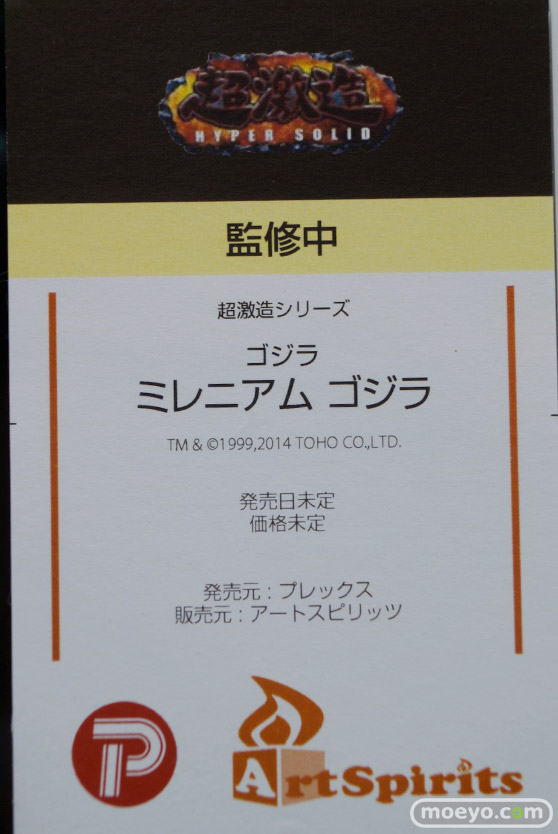 超激造
HYPER SOLID
監修中
超激造シリーズ
ゴジラ
ミレニアム ゴジラ
TM & ©1999,2014 TOHO CO.,LTD.
発売日未定
価格未定
発売元：プレックス
販売元：アートスピリッツ
P
ArtSpirits
moeyo.com